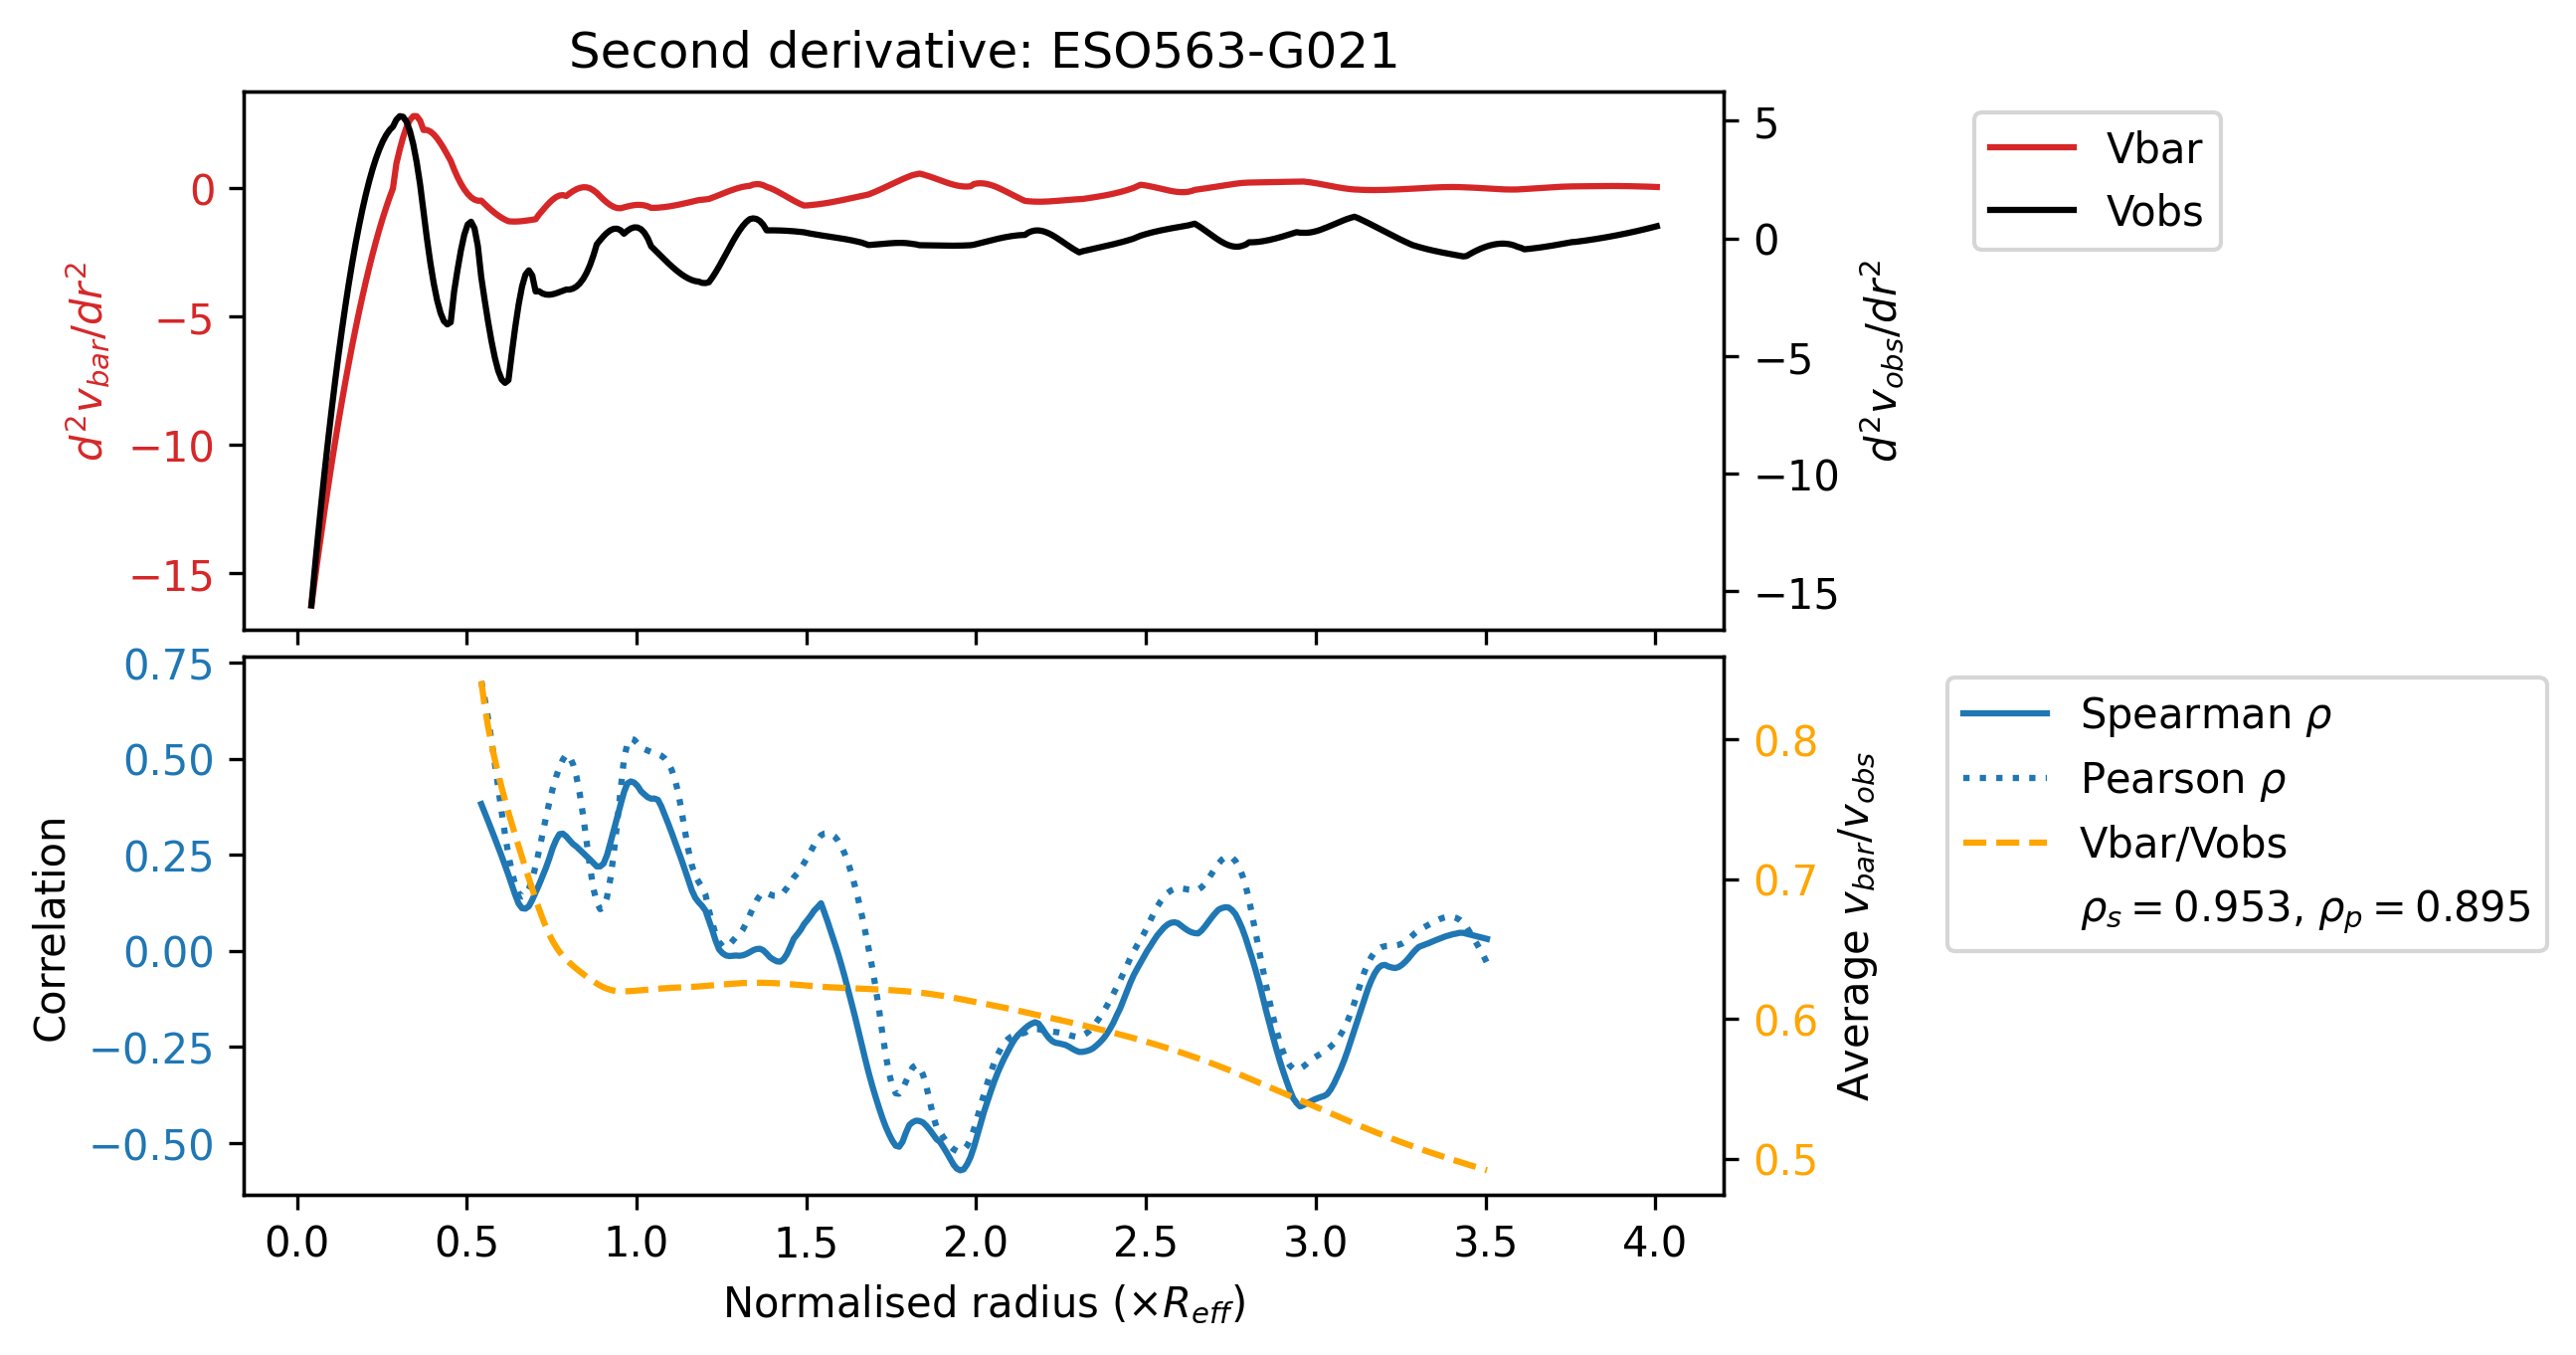 Second derivative: ESO563-G021
d²v_bar/dr²
0
−5
−10
−15
5
0
−5
−10
−15
d²v_obs/dr²
Vbar
Vobs
Correlation
0.75
0.50
0.25
0.00
−0.25
−0.50
0.8
0.7
0.6
0.5
Average v_bar/v_obs
Spearman ρ
Pearson ρ
Vbar/Vobs
ρ_s = 0.953, ρ_p = 0.895
0.0 0.5 1.0 1.5 2.0 2.5 3.0 3.5 4.0
Normalised radius (×R_eff)